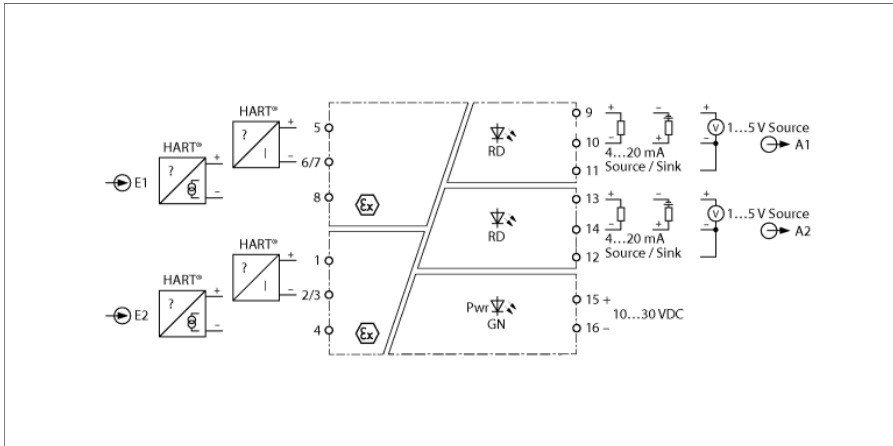 HART®
?
I
+
–
5
6/7
8
HART®
?
+
–
E1
Ex
HART®
?
I
+
–
1
2/3
4
HART®
?
+
–
E2
Ex
RD
9
10
11
+
–
–
+
+
–
V
1...5 V Source
A1
4...20 mA
Source / Sink
RD
13
14
12
+
–
–
+
+
–
V
1...5 V Source
A2
4...20 mA
Source / Sink
Pwr
GN
15 +
16 –
10...30 VDC